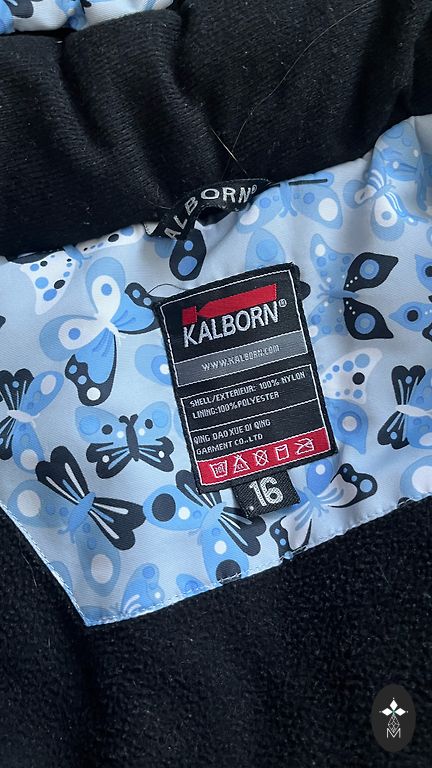 ALBORN®
KALBORN®
WWW.KALBORN.COM
SHELL/EXTERIEUR: 100% NYLON
LINING:100%POLYESTER
QING DAO XUE DI QING
GARMENT CO.,LTD
16
M